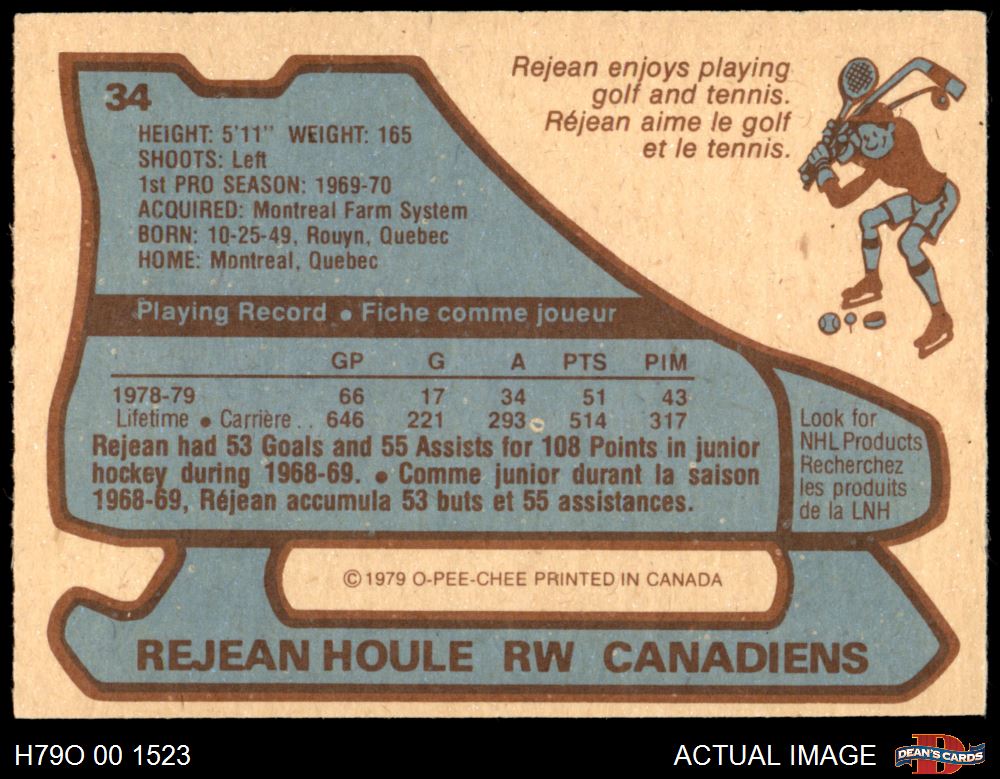 34
Rejean enjoys playing
golf and tennis.
Réjean aime le golf
et le tennis.
HEIGHT: 5'11" WEIGHT: 165
SHOOTS: Left
1st PRO SEASON: 1969-70
ACQUIRED: Montreal Farm System
BORN: 10-25-49, Rouyn, Quebec
HOME: Montreal, Quebec
Playing Record • Fiche comme joueur
GP G A PTS PIM
1978-79 66 17 34 51 43
Lifetime • Carrière . . 646 221 293 514 317
Rejean had 53 Goals and 55 Assists for 108 Points in junior
hockey during 1968-69. • Comme junior durant la saison
1968-69, Réjean accumula 53 buts et 55 assistances.
Look for
NHL Products
Recherchez
les produits
de la LNH
© 1979 O-PEE-CHEE PRINTED IN CANADA
REJEAN HOULE RW CANADIENS
H79O 00 1523
ACTUAL IMAGE
D
DEAN'S CARDS